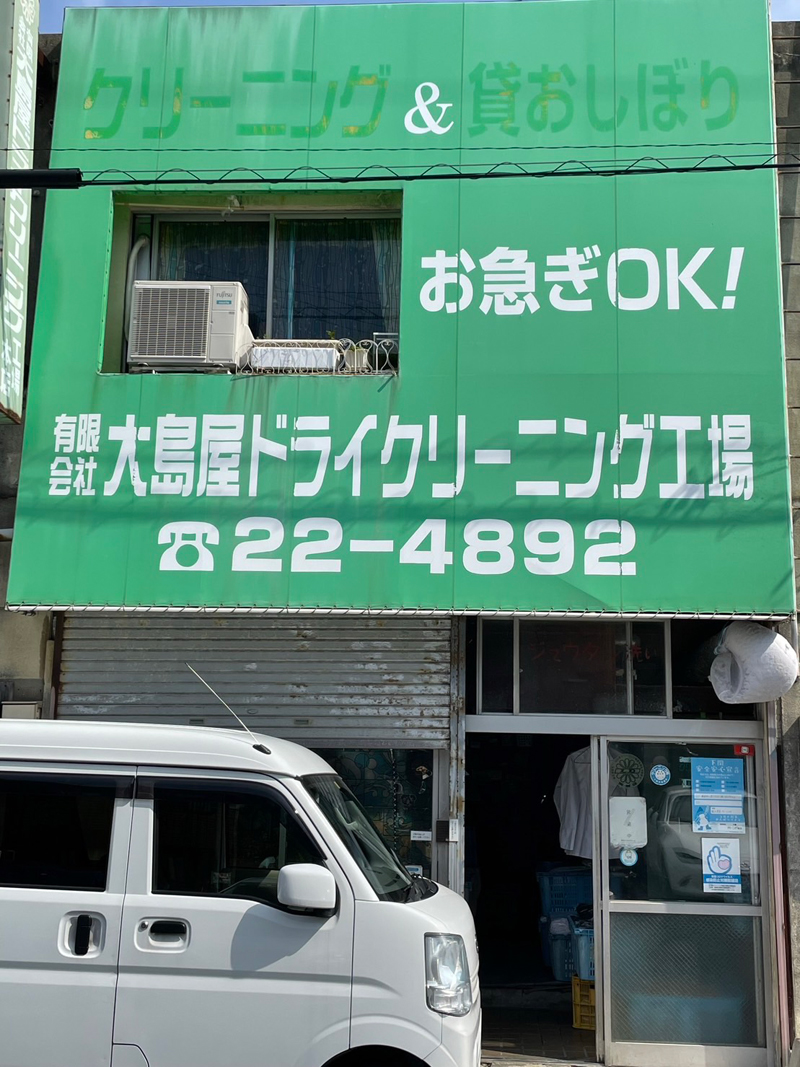 クリーニング & 貸おしぼり
お急ぎOK!
有限会社 大島屋ドライクリーニング工場
☎22-4892
FUJITSU